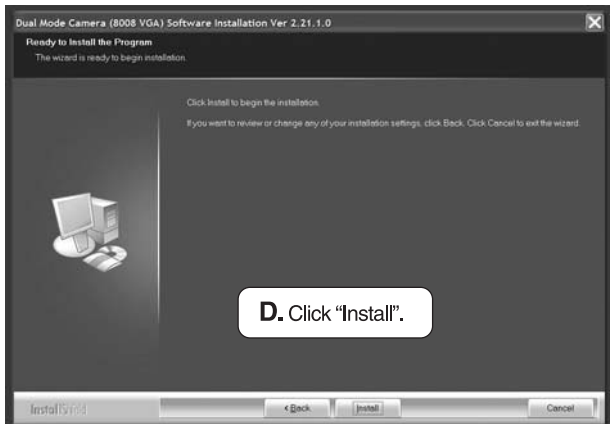 Dual Mode Camera (8008 VGA) Software Installation Ver 2.21.1.0
Ready to Install the Program
The wizard is ready to begin installation.
Click Install to begin the installation.
If you want to review or change any of your installation settings, click Back. Click Cancel to exit the wizard.
D. Click “Install”.
InstallShield
< Back
Install
Cancel